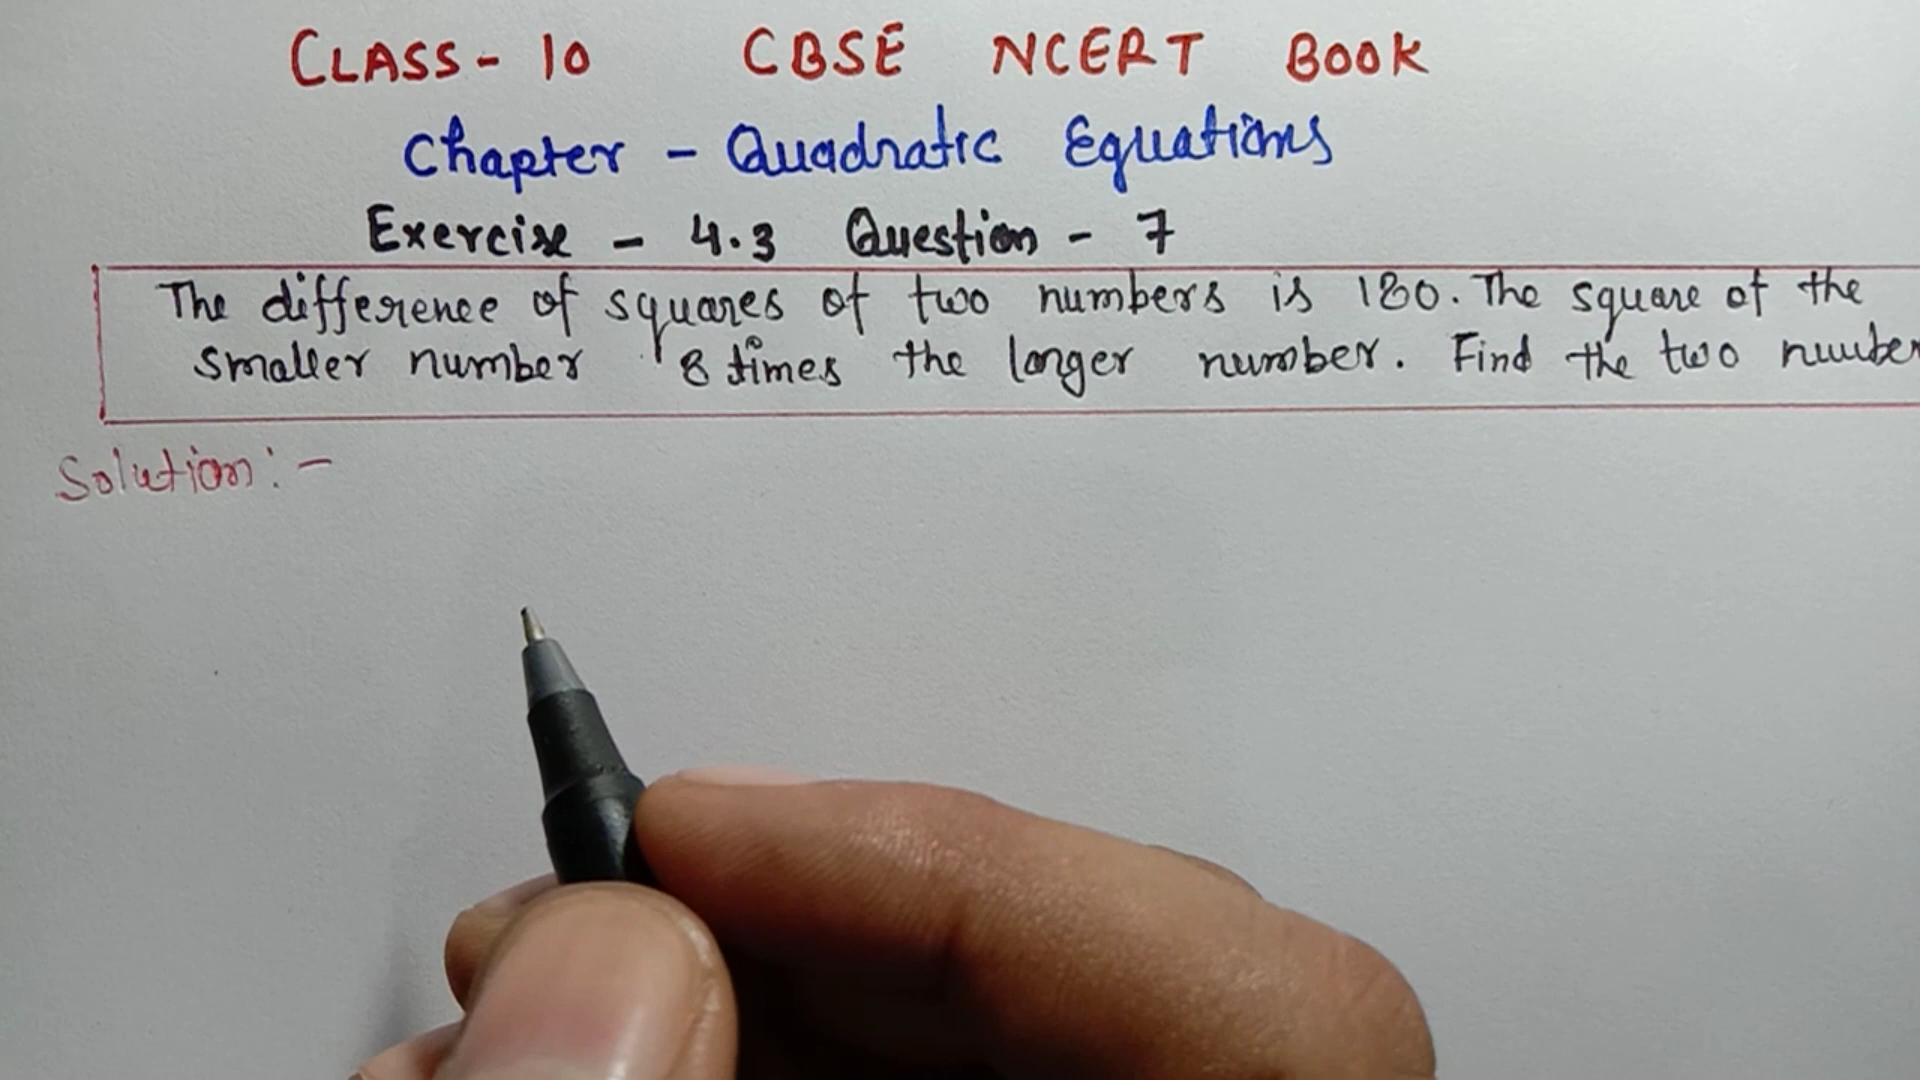 CLASS - 10 CBSE NCERT BOOK
Chapter - Quadratic Equations
Exercise - 4.3 Question - 7
The difference of squares of two numbers is 180. The square of the
smaller number 8 times the larger number. Find the two number
Solution:-